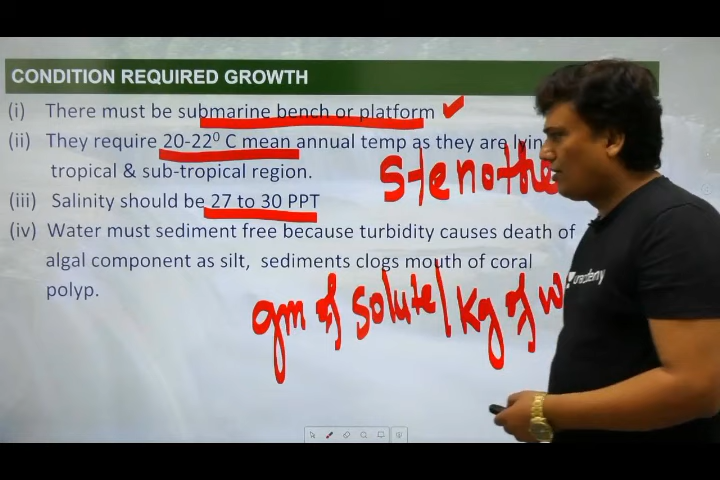 CONDITION REQUIRED GROWTH
(i) There must be submarine bench or platform
(ii) They require 20-22⁰ C mean annual temp as they are lying
tropical & sub-tropical region.
Stenothe
(iii) Salinity should be 27 to 30 PPT
(iv) Water must sediment free because turbidity causes death of
algal component as silt, sediments clogs mouth of coral
polyp.
gm of Solute/Kg of W
unacademy